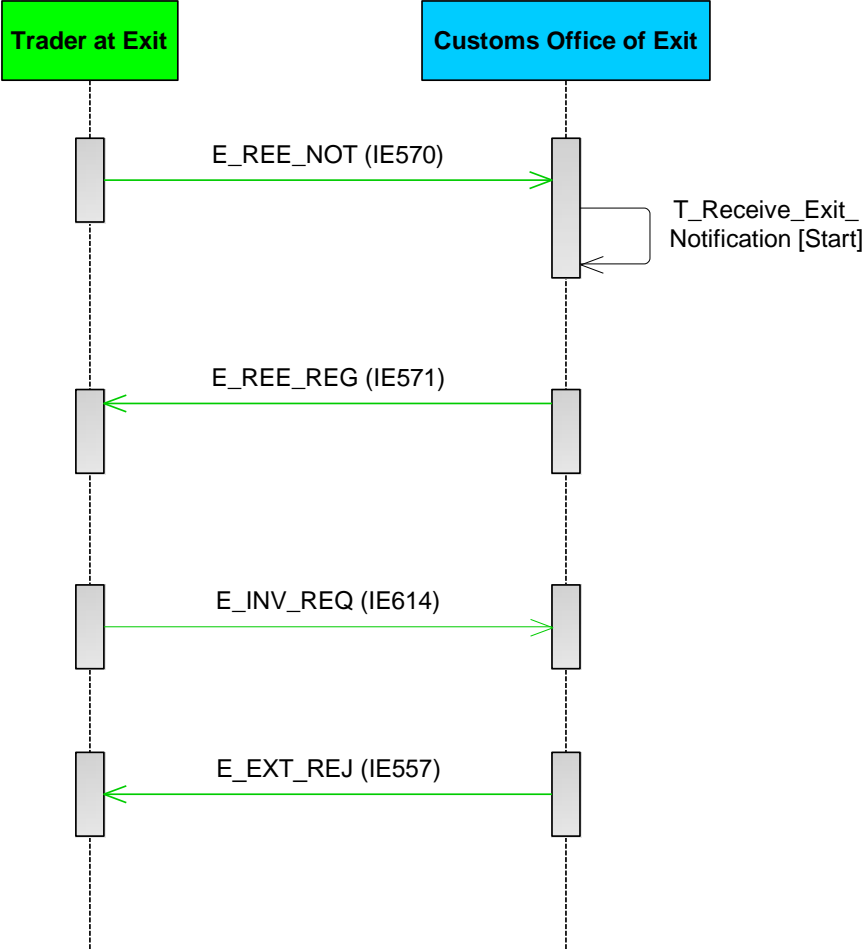 Trader at Exit
Customs Office of Exit
E_REE_NOT (IE570)
T_Receive_Exit_
Notification [Start]
E_REE_REG (IE571)
E_INV_REQ (IE614)
E_EXT_REJ (IE557)